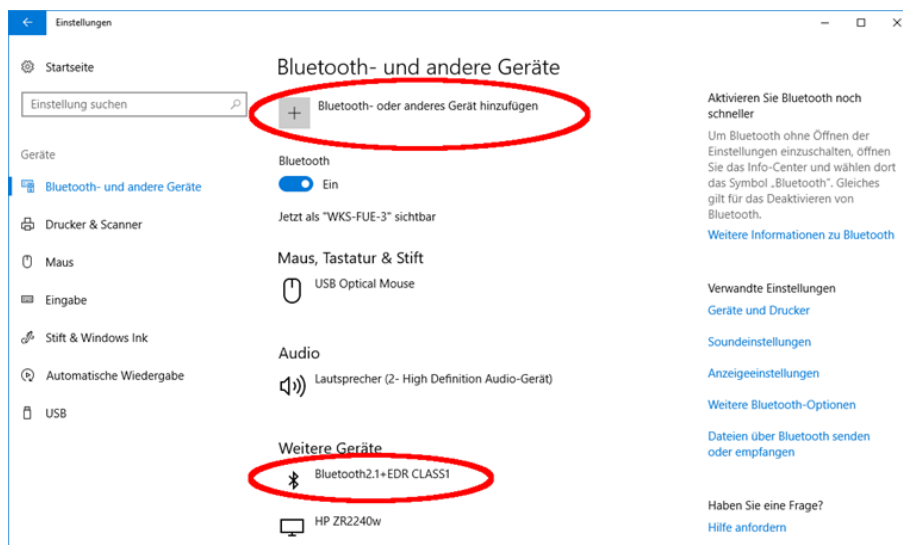 Einstellungen
Startseite
Einstellung suchen
Geräte
Bluetooth- und andere Geräte
Drucker & Scanner
Maus
Eingabe
Stift & Windows Ink
Automatische Wiedergabe
USB
Bluetooth- und andere Geräte
Bluetooth- oder anderes Gerät hinzufügen
Bluetooth
Ein
Jetzt als "WKS-FUE-3" sichtbar
Maus, Tastatur & Stift
USB Optical Mouse
Audio
Lautsprecher (2- High Definition Audio-Gerät)
Weitere Geräte
Bluetooth2.1+EDR CLASS1
HP ZR2240w
Aktivieren Sie Bluetooth noch
schneller
Um Bluetooth ohne Öffnen der
Einstellungen einzuschalten, öffnen
Sie das Info-Center und wählen dort
das Symbol „Bluetooth“. Gleiches
gilt für das Deaktivieren von
Bluetooth.
Weitere Informationen zu Bluetooth
Verwandte Einstellungen
Geräte und Drucker
Soundeinstellungen
Anzeigeeinstellungen
Weitere Bluetooth-Optionen
Dateien über Bluetooth senden
oder empfangen
Haben Sie eine Frage?
Hilfe anfordern